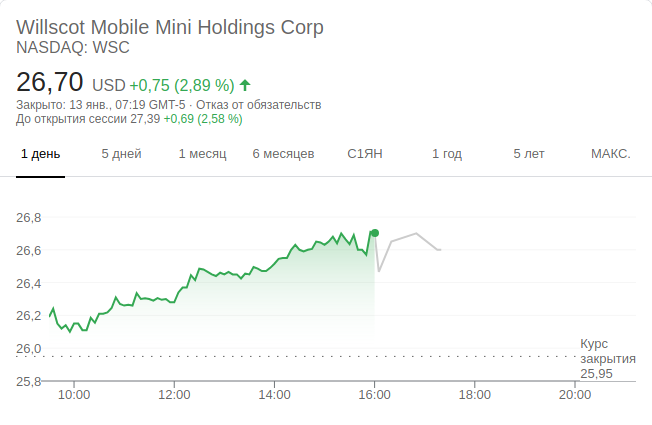 Willscot Mobile Mini Holdings Corp
NASDAQ: WSC
26,70 USD +0,75 (2,89 %)
Закрыто: 13 янв., 07:19 GMT-5 · Отказ от обязательств
До открытия сессии 27,39 +0,69 (2,58 %)
1 день 5 дней 1 месяц 6 месяцев С1ЯН 1 год 5 лет МАКС.
26,8
26,6
26,4
26,2
26,0
25,8
Курс
закрытия
25,95
10:00 12:00 14:00 16:00 18:00 20:00